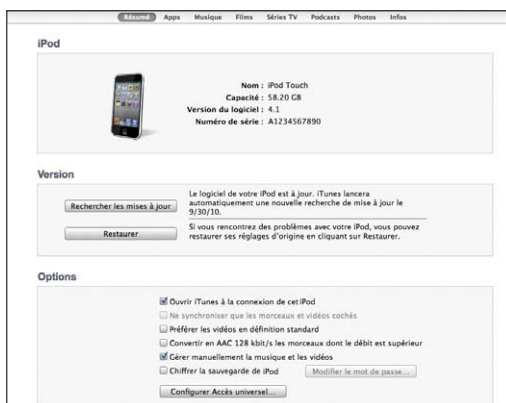 Résumé Apps Musique Films Séries TV Podcasts Photos Infos
iPod
Nom : iPod Touch
Capacité : 58.20 GB
Version du logiciel : 4.1
Numéro de série : A1234567890
Version
Rechercher les mises à jour
Le logiciel de votre iPod est à jour. iTunes lancera
automatiquement une nouvelle recherche de mise à jour le
9/30/10.
Restaurer
Si vous rencontrez des problèmes avec votre iPod, vous pouvez
restaurer ses réglages d'origine en cliquant sur Restaurer.
Options
Ouvrir iTunes à la connexion de cet iPod
Ne synchroniser que les morceaux et vidéos cochés
Préférer les vidéos en définition standard
Convertir en AAC 128 kbit/s les morceaux dont le débit est supérieur
Gérer manuellement la musique et les vidéos
Chiffrer la sauvegarde de iPod Modifier le mot de passe...
Configurer Accès universel...